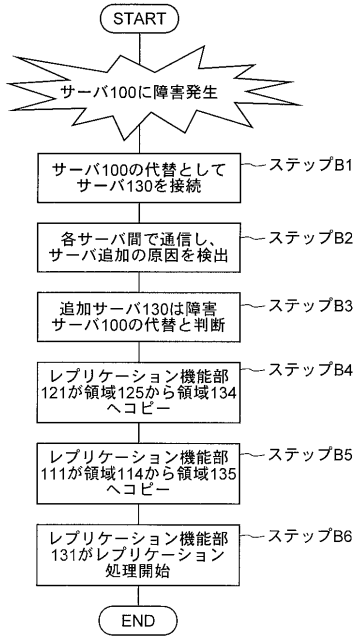 START
サーバ100に障害発生
サーバ100の代替として
サーバ130を接続
ステップB1
各サーバ間で通信し、
サーバ追加の原因を検出
ステップB2
追加サーバ130は障害
サーバ100の代替と判断
ステップB3
レプリケーション機能部
121が領域125から領域134
へコピー
ステップB4
レプリケーション機能部
111が領域114から領域135
へコピー
ステップB5
レプリケーション機能部
131がレプリケーション
処理開始
ステップB6
END